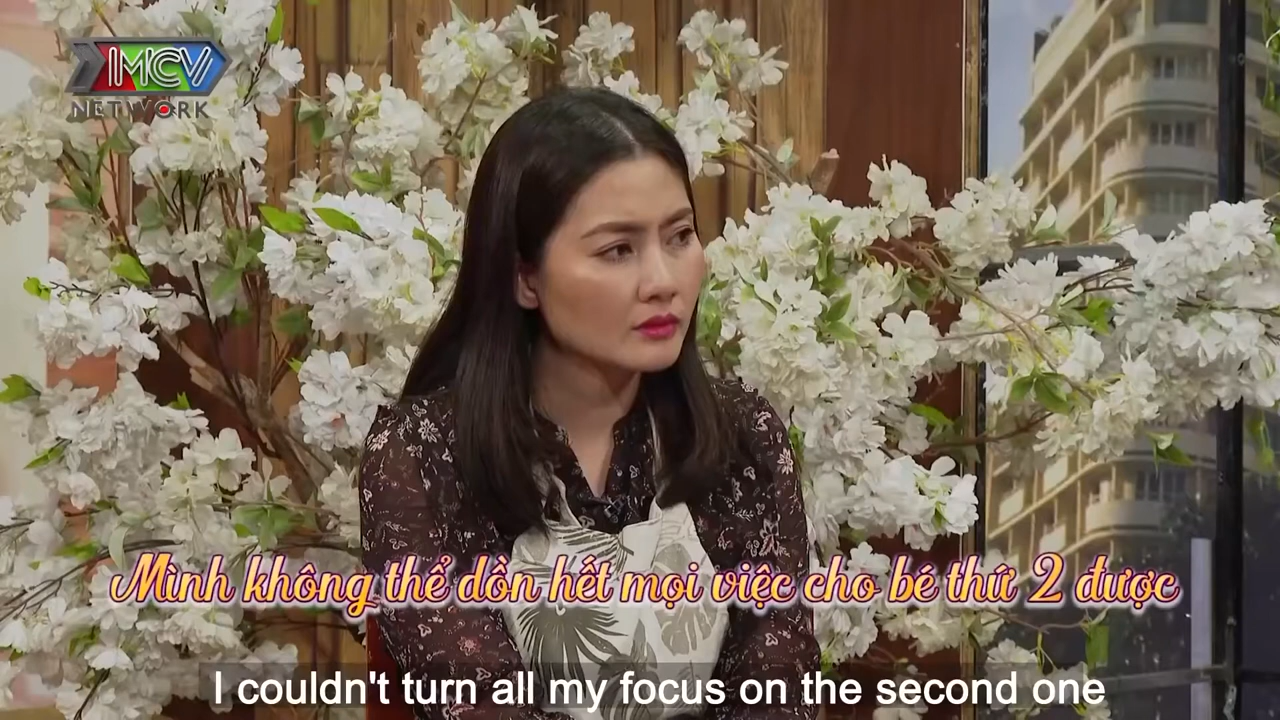 MCV
NETWORK
Mình không thể dồn hết mọi việc cho bé thứ 2 được
I couldn't turn all my focus on the second one